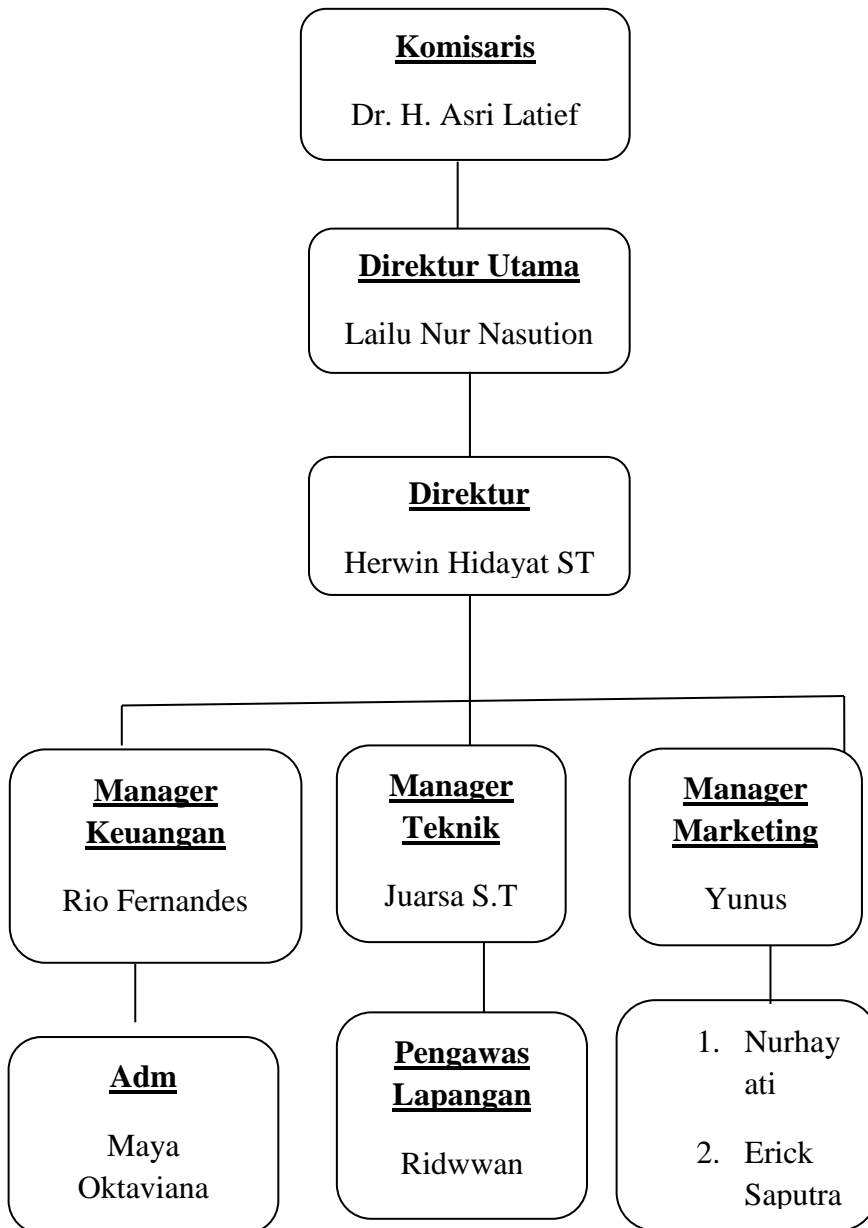 Komisaris
Dr. H. Asri Latief
Direktur Utama
Lailu Nur Nasution
Direktur
Herwin Hidayat ST
Manager
Keuangan
Rio Fernandes
Manager
Teknik
Juarsa S.T
Manager
Marketing
Yunus
Adm
Maya
Oktaviana
Pengawas
Lapangan
Ridwwan
1. Nurhay
ati
2. Erick
Saputra